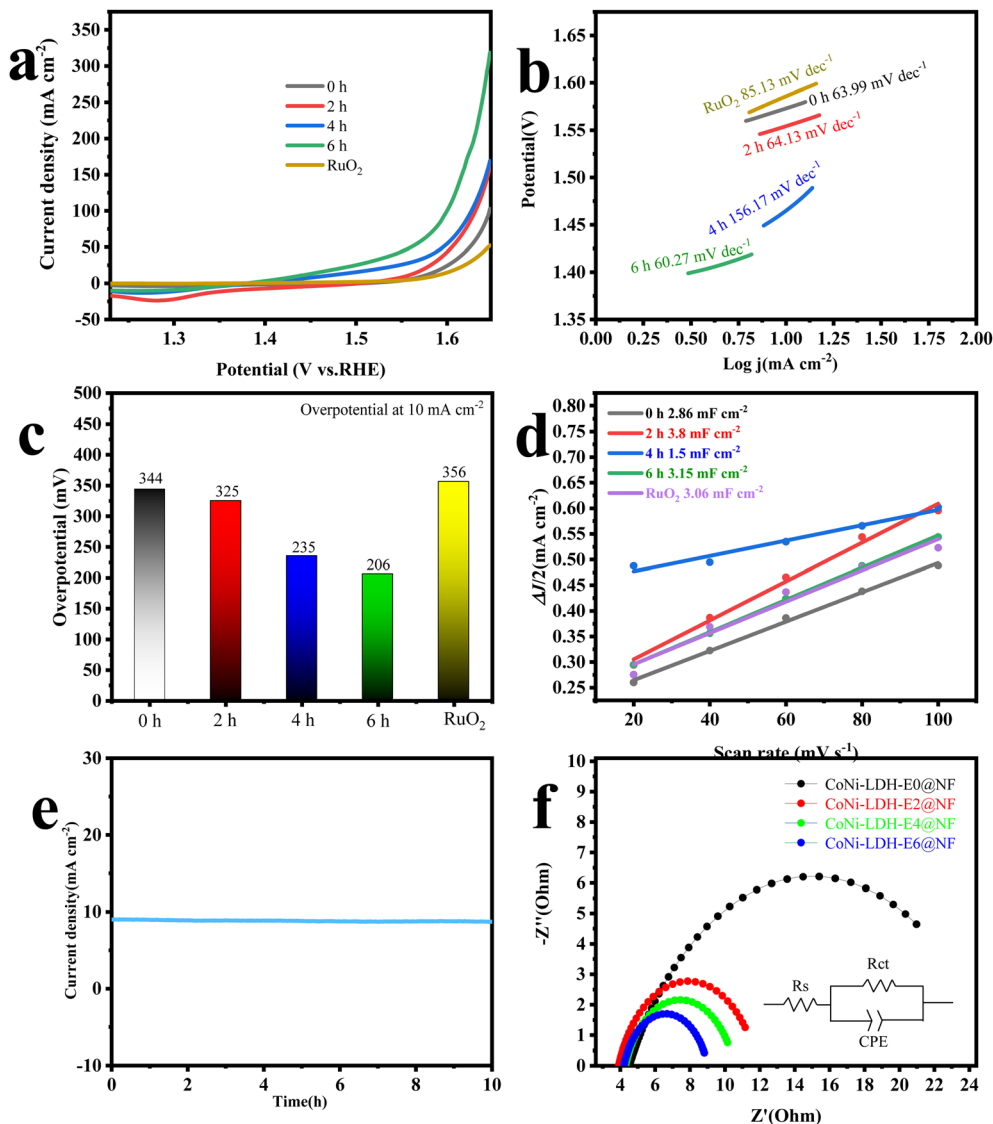 a
350
300
250
200
150
100
50
0
-50
Current density (mA cm-2)
0 h
2 h
4 h
6 h
RuO2
1.3
1.4
1.5
1.6
Potential (V vs.RHE)
b
1.65
1.60
1.55
1.50
1.45
1.40
1.35
Potential(V)
RuO2 85.13 mV dec-1
0 h 63.99 mV dec-1
2 h 64.13 mV dec-1
4 h 156.17 mV dec-1
6 h 60.27 mV dec-1
0.00
0.25
0.50
0.75
1.00
1.25
1.50
1.75
2.00
Log j(mA cm-2)
c
500
450
400
350
300
250
200
150
100
50
0
Overpotential (mV)
Overpotential at 10 mA cm-2
344
325
235
206
356
0 h
2 h
4 h
6 h
RuO2
d
0.80
0.75
0.70
0.65
0.60
0.55
0.50
0.45
0.40
0.35
0.30
0.25
ΔJ/2(mA cm-2)
0 h 2.86 mF cm-2
2 h 3.8 mF cm-2
4 h 1.5 mF cm-2
6 h 3.15 mF cm-2
RuO2 3.06 mF cm-2
20
40
60
80
100
Scan rate (mV s-1)
e
30
20
10
0
-10
Current density(mA cm-2)
0
2
4
6
8
10
Time(h)
f
10
9
8
7
6
5
4
3
2
1
0
-Z''(Ohm)
CoNi-LDH-E0@NF
CoNi-LDH-E2@NF
CoNi-LDH-E4@NF
CoNi-LDH-E6@NF
Rs
Rct
CPE
4
6
8
10
12
14
16
18
20
22
24
Z'(Ohm)